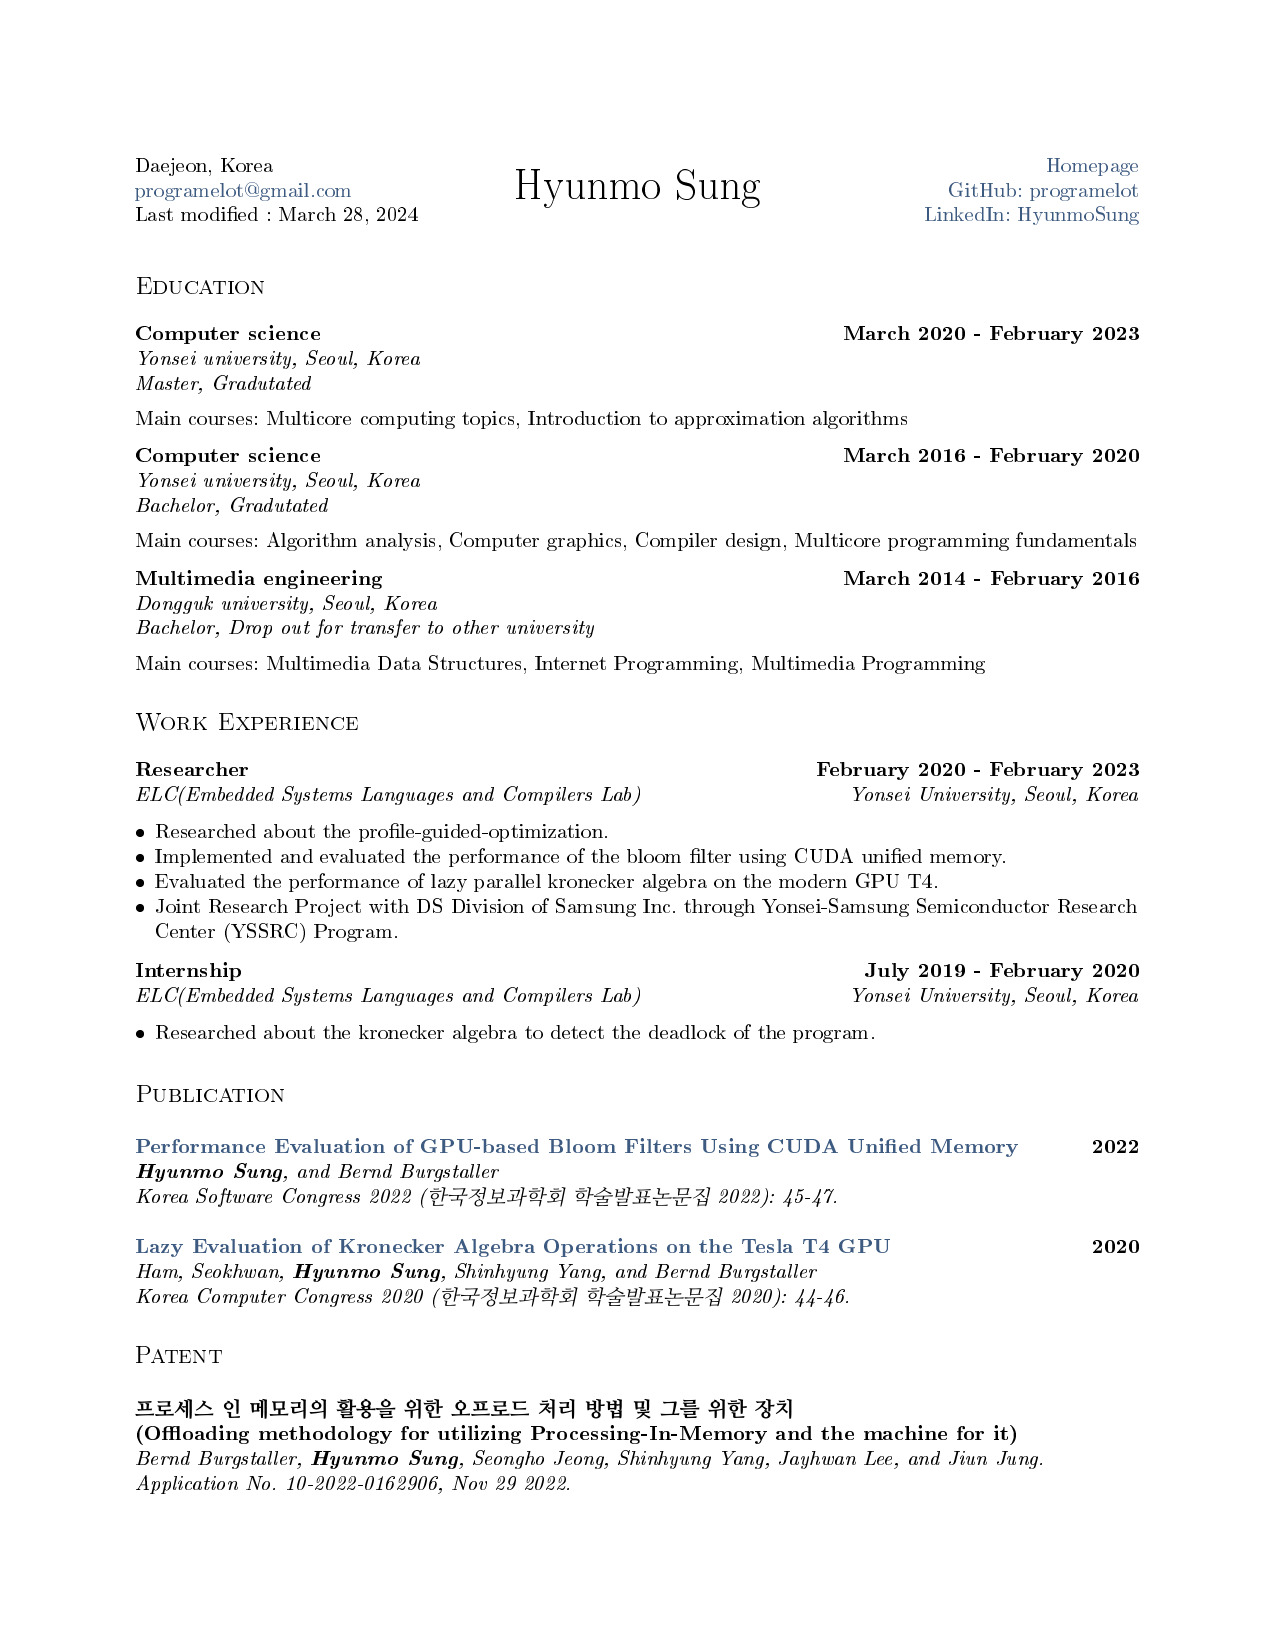 Daejeon, Korea
programelot@gmail.com
Last modified : March 28, 2024
Hyunmo Sung
Homepage
GitHub: programelot
LinkedIn: HyunmoSung
Education
Computer science March 2020 - February 2023
Yonsei university, Seoul, Korea
Master, Gradutated
Main courses: Multicore computing topics, Introduction to approximation algorithms
Computer science March 2016 - February 2020
Yonsei university, Seoul, Korea
Bachelor, Gradutated
Main courses: Algorithm analysis, Computer graphics, Compiler design, Multicore programming fundamentals
Multimedia engineering March 2014 - February 2016
Dongguk university, Seoul, Korea
Bachelor, Drop out for transfer to other university
Main courses: Multimedia Data Structures, Internet Programming, Multimedia Programming
Work Experience
Researcher February 2020 - February 2023
ELC(Embedded Systems Languages and Compilers Lab) Yonsei University, Seoul, Korea
• Researched about the profile-guided-optimization.
• Implemented and evaluated the performance of the bloom filter using CUDA unified memory.
• Evaluated the performance of lazy parallel kronecker algebra on the modern GPU T4.
• Joint Research Project with DS Division of Samsung Inc. through Yonsei-Samsung Semiconductor Research
Center (YSSRC) Program.
Internship July 2019 - February 2020
ELC(Embedded Systems Languages and Compilers Lab) Yonsei University, Seoul, Korea
• Researched about the kronecker algebra to detect the deadlock of the program.
Publication
Performance Evaluation of GPU-based Bloom Filters Using CUDA Unified Memory 2022
Hyunmo Sung, and Bernd Burgstaller
Korea Software Congress 2022 (한국정보과학회 학술발표논문집 2022): 45-47.
Lazy Evaluation of Kronecker Algebra Operations on the Tesla T4 GPU 2020
Ham, Seokhwan, Hyunmo Sung, Shinhyung Yang, and Bernd Burgstaller
Korea Computer Congress 2020 (한국정보과학회 학술발표논문집 2020): 44-46.
Patent
프로세스 인 메모리의 활용을 위한 오프로드 처리 방법 및 그를 위한 장치
(Offloading methodology for utilizing Processing-In-Memory and the machine for it)
Bernd Burgstaller, Hyunmo Sung, Seongho Jeong, Shinhyung Yang, Jayhwan Lee, and Jiun Jung.
Application No. 10-2022-0162906, Nov 29 2022.